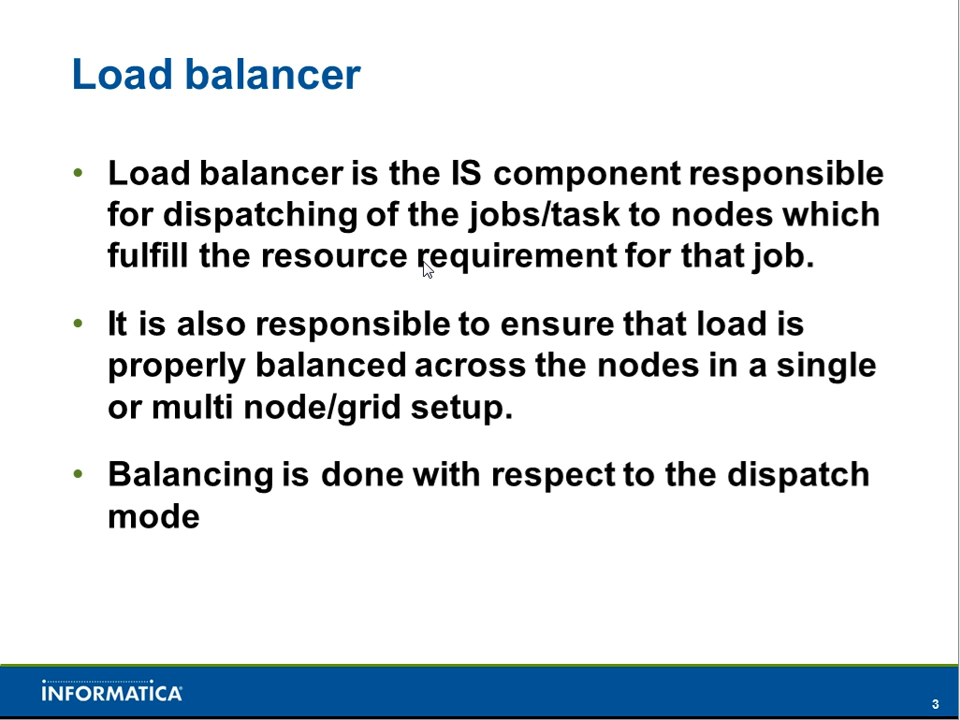 Load balancer
• Load balancer is the IS component responsible
for dispatching of the jobs/task to nodes which
fulfill the resource requirement for that job.
• It is also responsible to ensure that load is
properly balanced across the nodes in a single
or multi node/grid setup.
• Balancing is done with respect to the dispatch
mode
INFORMATICA
3